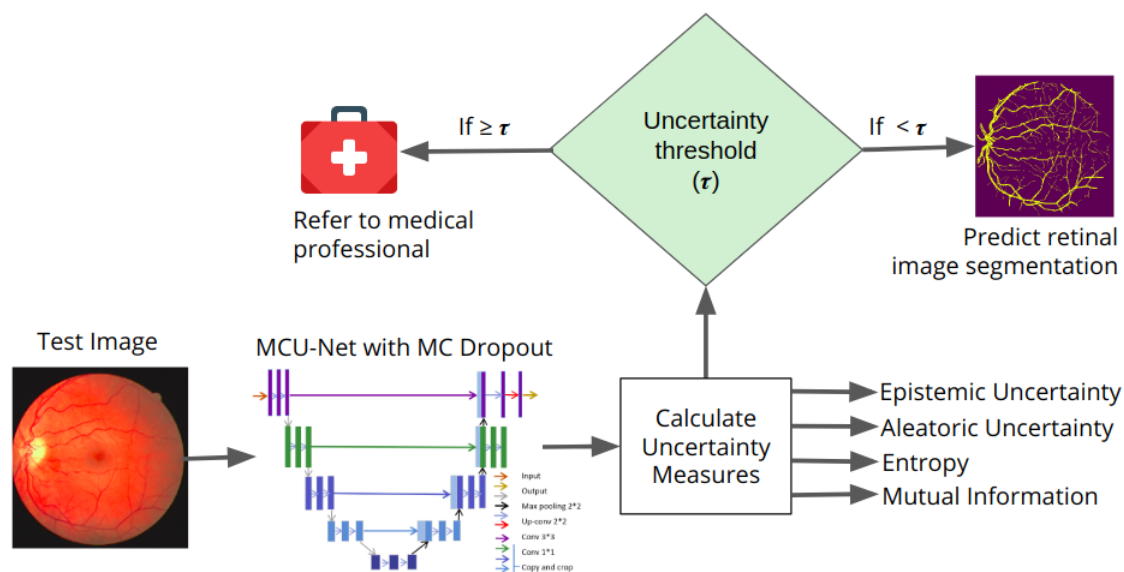 Uncertainty
threshold
(τ)
If ≥ τ
If < τ
Refer to medical
professional
Predict retinal
image segmentation
Test Image
MCU-Net with MC Dropout
Input
Output
Max pooling 2*2
Up-conv 2*2
Conv 3*3
Conv 1*1
Copy and crop
Calculate
Uncertainty
Measures
Epistemic Uncertainty
Aleatoric Uncertainty
Entropy
Mutual Information